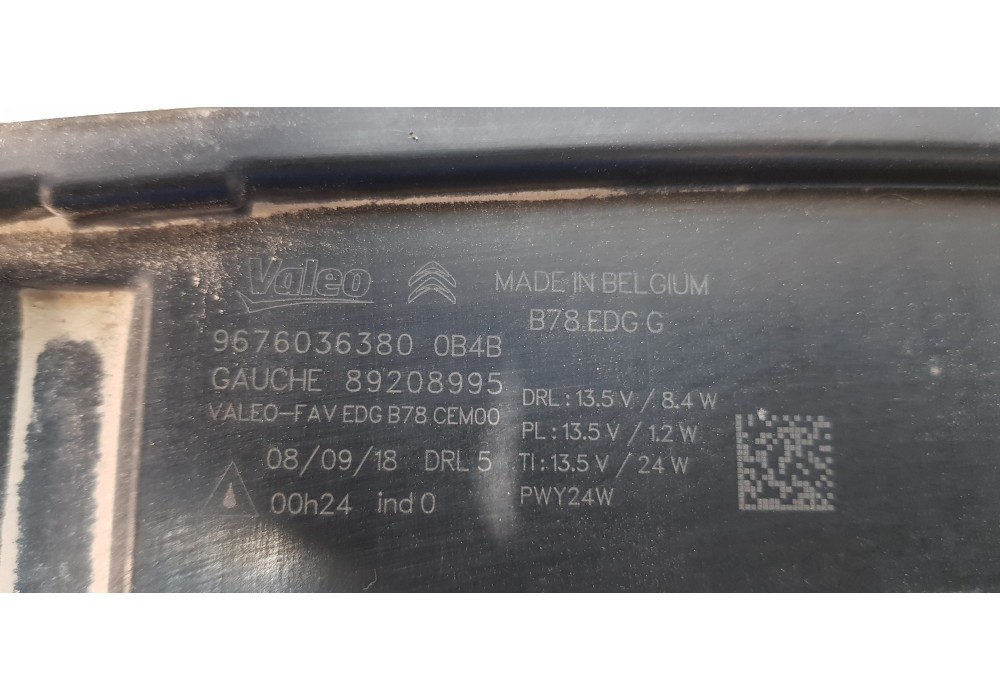 Valeo MADE IN BELGIUM
B78 EDG G
9676036380 0B4B
GAUCHE 89208995
VALEO-FAV EDG B78 CEM00
08/09/18 DRL 5
00h24 ind 0
DRL : 13.5 V / 8.4 W
PL : 13.5 V / 1.2 W
TI : 13.5 V / 24 W
PWY24W